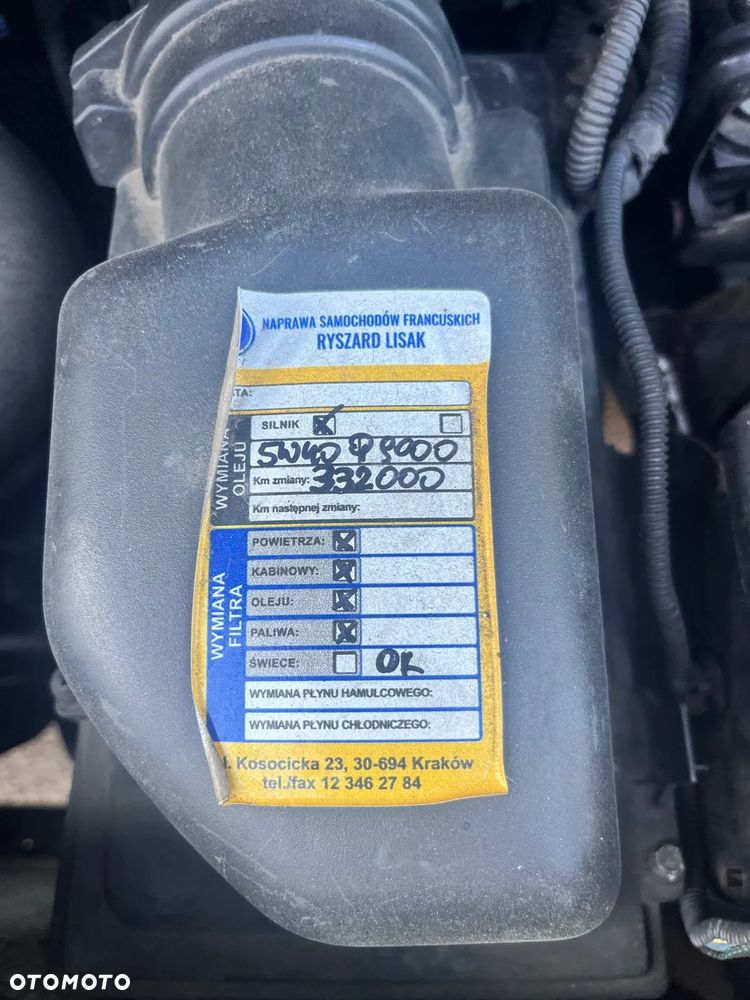 NAPRAWA SAMOCHODÓW FRANCUSKICH
RYSZARD LISAK
ATA:
WYMIANA OLEJU
SILNIK
5W40 9000
Km zmiany: 332000
Km następnej zmiany:
WYMIANA FILTRA
POWIETRZA:
KABINOWY:
OLEJU:
PALIWA:
ŚWIECE: OK
WYMIANA PŁYNU HAMULCOWEGO:
WYMIANA PŁYNU CHŁODNICZEGO:
l. Kosocicka 23, 30-694 Kraków
tel./fax 12 346 27 84
OTOMOTO